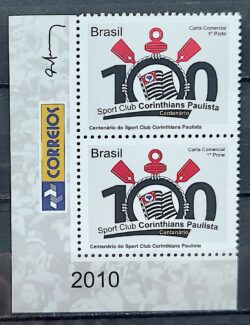 Brasil
Carta Comercial
1º Porte
100
Sport Club Corinthians Paulista
Centenário
Centenário do Sport Club Corinthians Paulista
CORREIOS
Brasil
Carta Comercial
1º Porte
100
Sport Club Corinthians Paulista
Centenário
Centenário do Sport Club Corinthians Paulista
2010